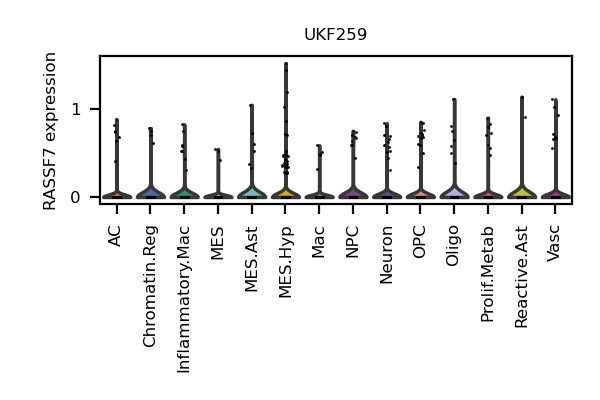 UKF259
RASSF7 expression
1
0
AC
Chromatin.Reg
Inflammatory.Mac
MES
MES.Ast
MES.Hyp
Mac
NPC
Neuron
OPC
Oligo
Prolif.Metab
Reactive.Ast
Vasc